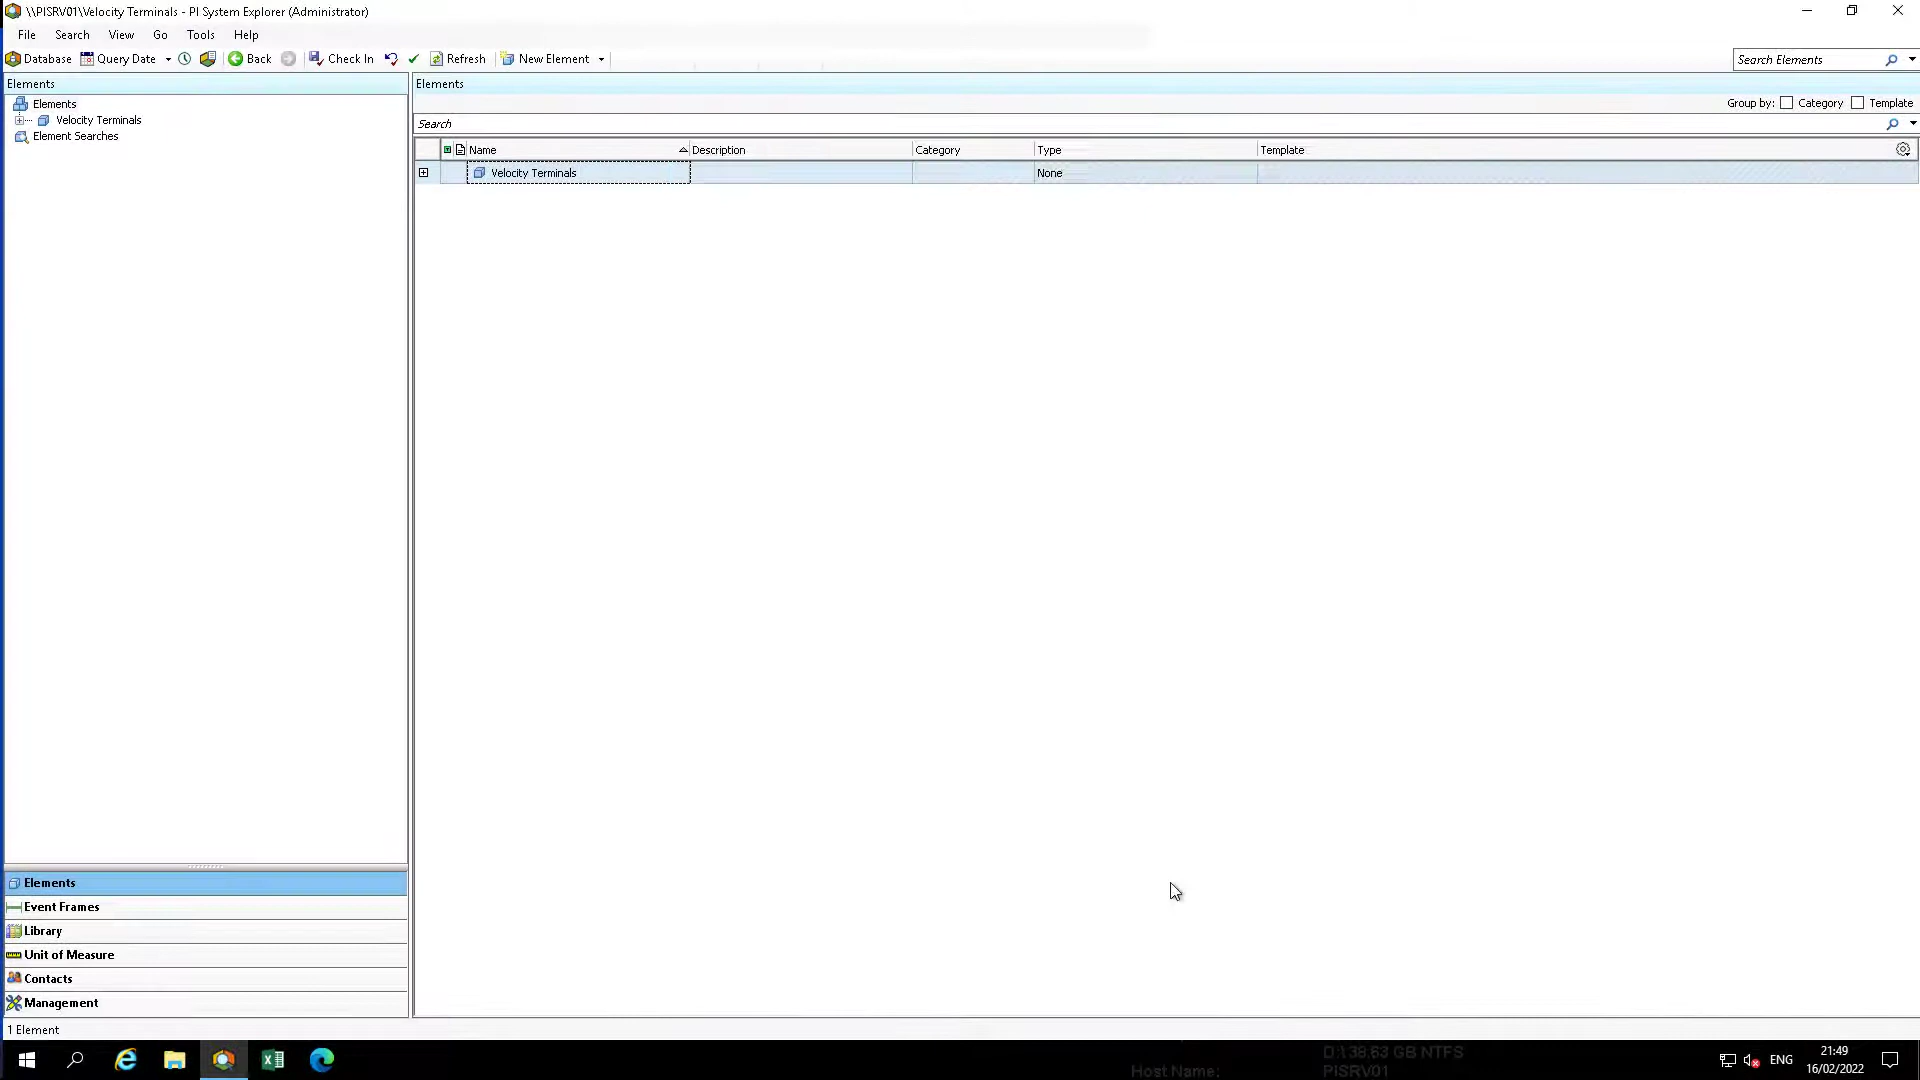 \\PISRV01\Velocity Terminals - PI System Explorer (Administrator)
File Search View Go Tools Help
Database Query Date Back Check In Refresh New Element Search Elements
Elements
Elements
Velocity Terminals
Element Searches
Elements
Group by: Category Template
Search
Name Description Category Type Template
Velocity Terminals None
Elements
Event Frames
Library
Unit of Measure
Contacts
Management
1 Element
D:\ 38.63 GB NTFS
Host Name: PISRV01
ENG
21:49
16/02/2022